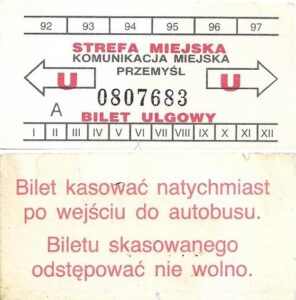 92 93 94 95 96 97
STREFA MIEJSKA
KOMUNIKACJA MIEJSKA
PRZEMYŚL
U U
A 0807683
BILET ULGOWY
I II III IV V VI VII VIII IX X XI XII
Bilet kasować natychmiast
po wejściu do autobusu.
Biletu skasowanego
odstępować nie wolno.